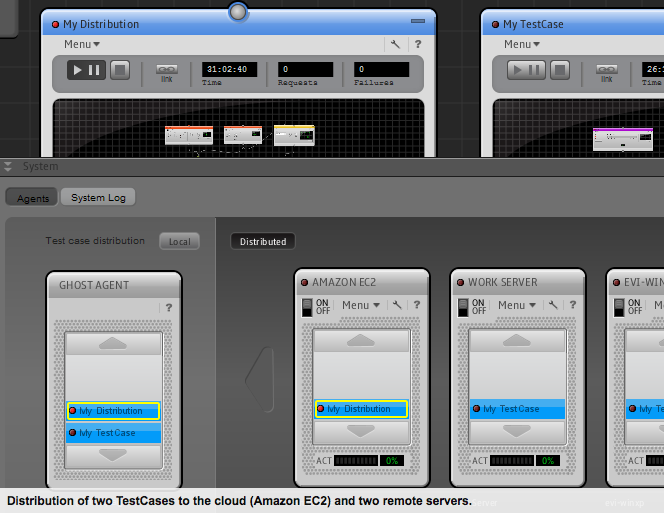 My Distribution
My TestCase
Menu
?
Menu
link
31:02:40
Time
0
Requests
0
Failures
link
26:
Time
System
Agents
System Log
Test case distribution
Local
Distributed
GHOST AGENT
?
My Distribution
My TestCase
AMAZON EC2
ON
OFF
Menu
?
My Distribution
ACT
0%
WORK SERVER
ON
OFF
Menu
?
My TestCase
ACT
0%
EVI-WIN
ON
OFF
M
My Te
ACT
Distribution of two TestCases to the cloud (Amazon EC2) and two remote servers.